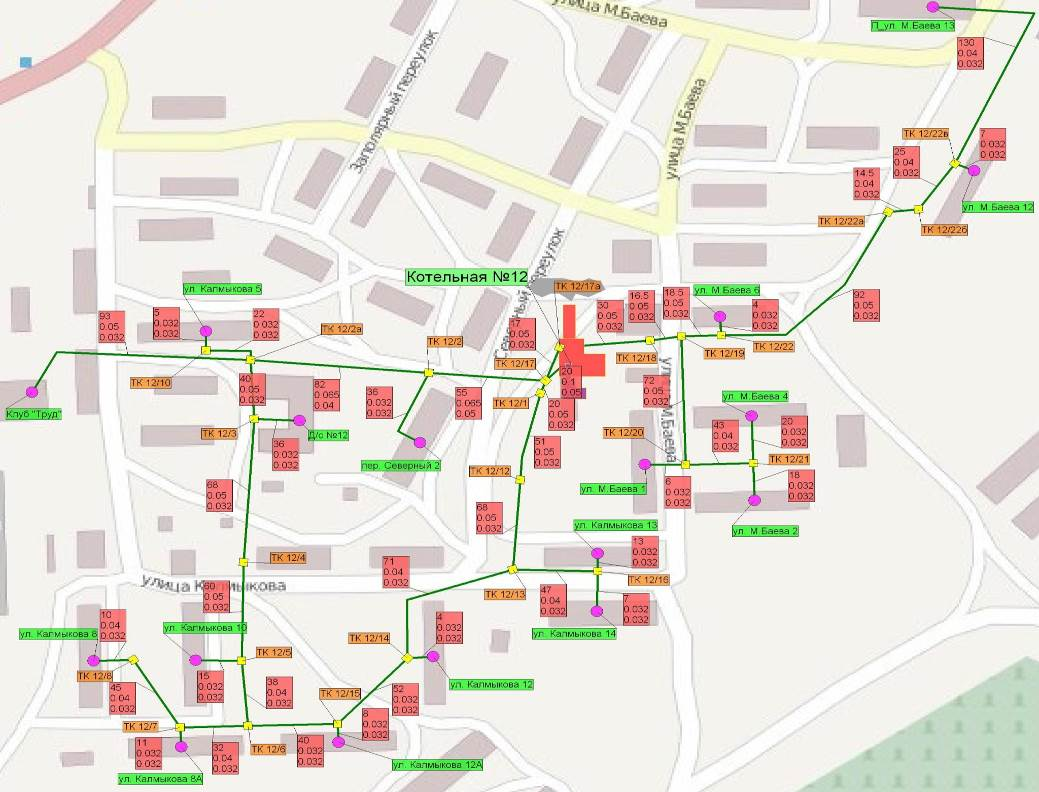 улица М.Баева
П_ул. М.Баева 13
130
0.04
0.032
Заполярный переулок
улица М.Баева
ТК 12/22в
7
0.032
0.032
25
0.04
0.032
14.5
0.04
0.032
ул. М.Баева 12
ТК 12/22а
ТК 12/22б
Котельная №12
ТК 12/17а
ул. Калмыкова 5
ул. М.Баева 6
92
0.05
0.032
30
0.05
0.032
16.5
0.05
0.032
18.5
0.05
0.032
4
0.032
0.032
93
0.05
0.032
5
0.032
0.032
22
0.032
0.032
ТК 12/2а
ТК 12/2
0.05
0.032
ТК 12/17
ТК 12/18
ТК 12/19
ТК 12/22
ТК 12/10
40
0.05
0.032
82
0.065
0.04
36
0.032
0.032
55
0.065
0.05
20
0.1
0.05
72
0.05
0.032
ул. М.Баева
ул. М.Баева 4
Клуб "Труд"
ТК 12/1
20
0.05
0.032
ТК 12/3
Д/с №12
36
0.032
0.032
51
0.05
0.032
ТК 12/20
43
0.04
0.032
20
0.032
0.032
пер. Северный 2
ТК 12/12
ТК 12/21
68
0.05
0.032
ул. М.Баева 1
6
0.032
0.032
18
0.032
0.032
68
0.05
0.032
ул. Калмыкова 13
ул. М.Баева 2
ТК 12/4
71
0.04
0.032
13
0.032
0.032
улица Калмыкова
60
0.05
0.032
ТК 12/13
47
0.04
0.032
ТК 12/16
7
0.032
0.032
10
0.04
0.032
ул. Калмыкова 8
ул. Калмыкова 10
4
0.032
0.032
ул. Калмыкова 14
ТК 12/14
ТК 12/5
ТК 12/8
15
0.032
0.032
38
0.04
0.032
ТК 12/15
52
0.032
0.032
ул. Калмыкова 12
45
0.04
0.032
ТК 12/7
8
0.032
0.032
11
0.032
0.032
32
0.04
0.032
ТК 12/6
40
0.032
0.032
ул. Калмыкова 8А
ул. Калмыкова 12А